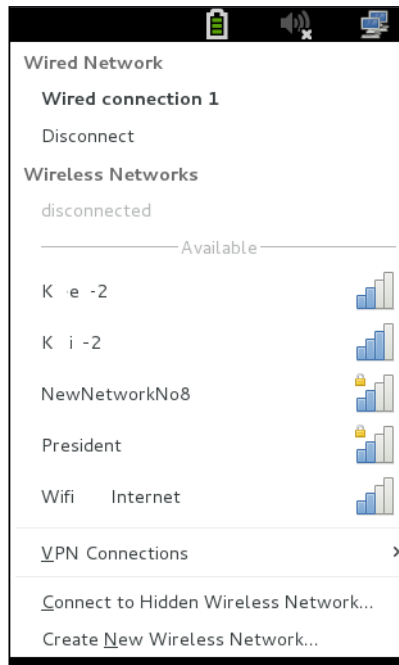 Wired Network
Wired connection 1
Disconnect
Wireless Networks
disconnected
Available
K e -2
K i -2
NewNetworkNo8
President
Wifi Internet
VPN Connections
Connect to Hidden Wireless Network...
Create New Wireless Network...